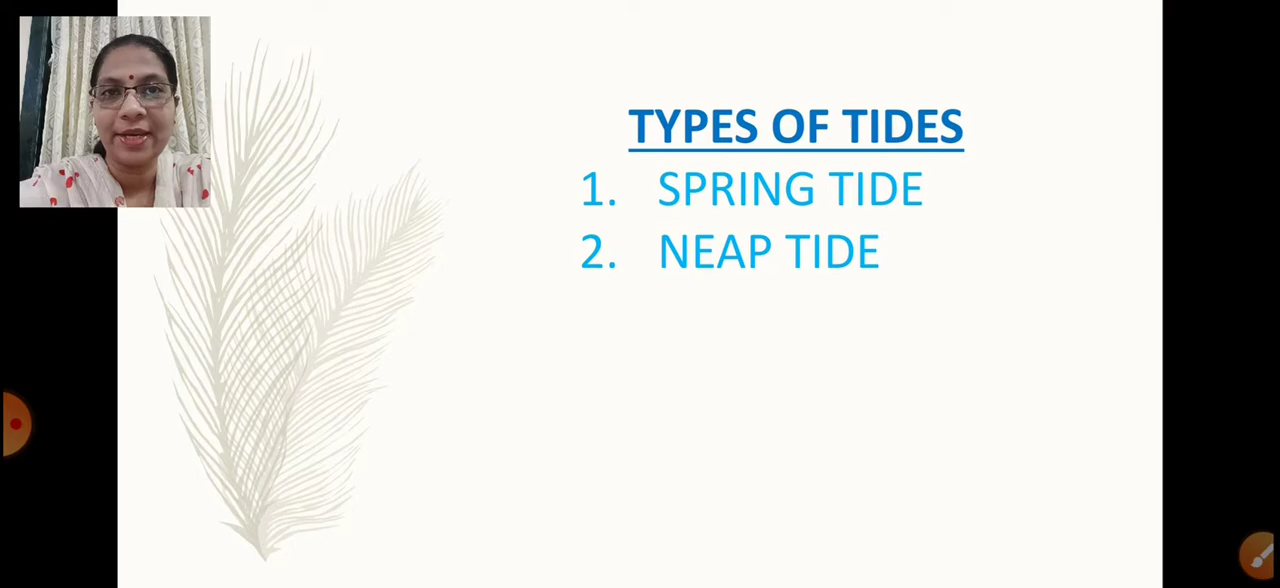 TYPES OF TIDES
1. SPRING TIDE
2. NEAP TIDE